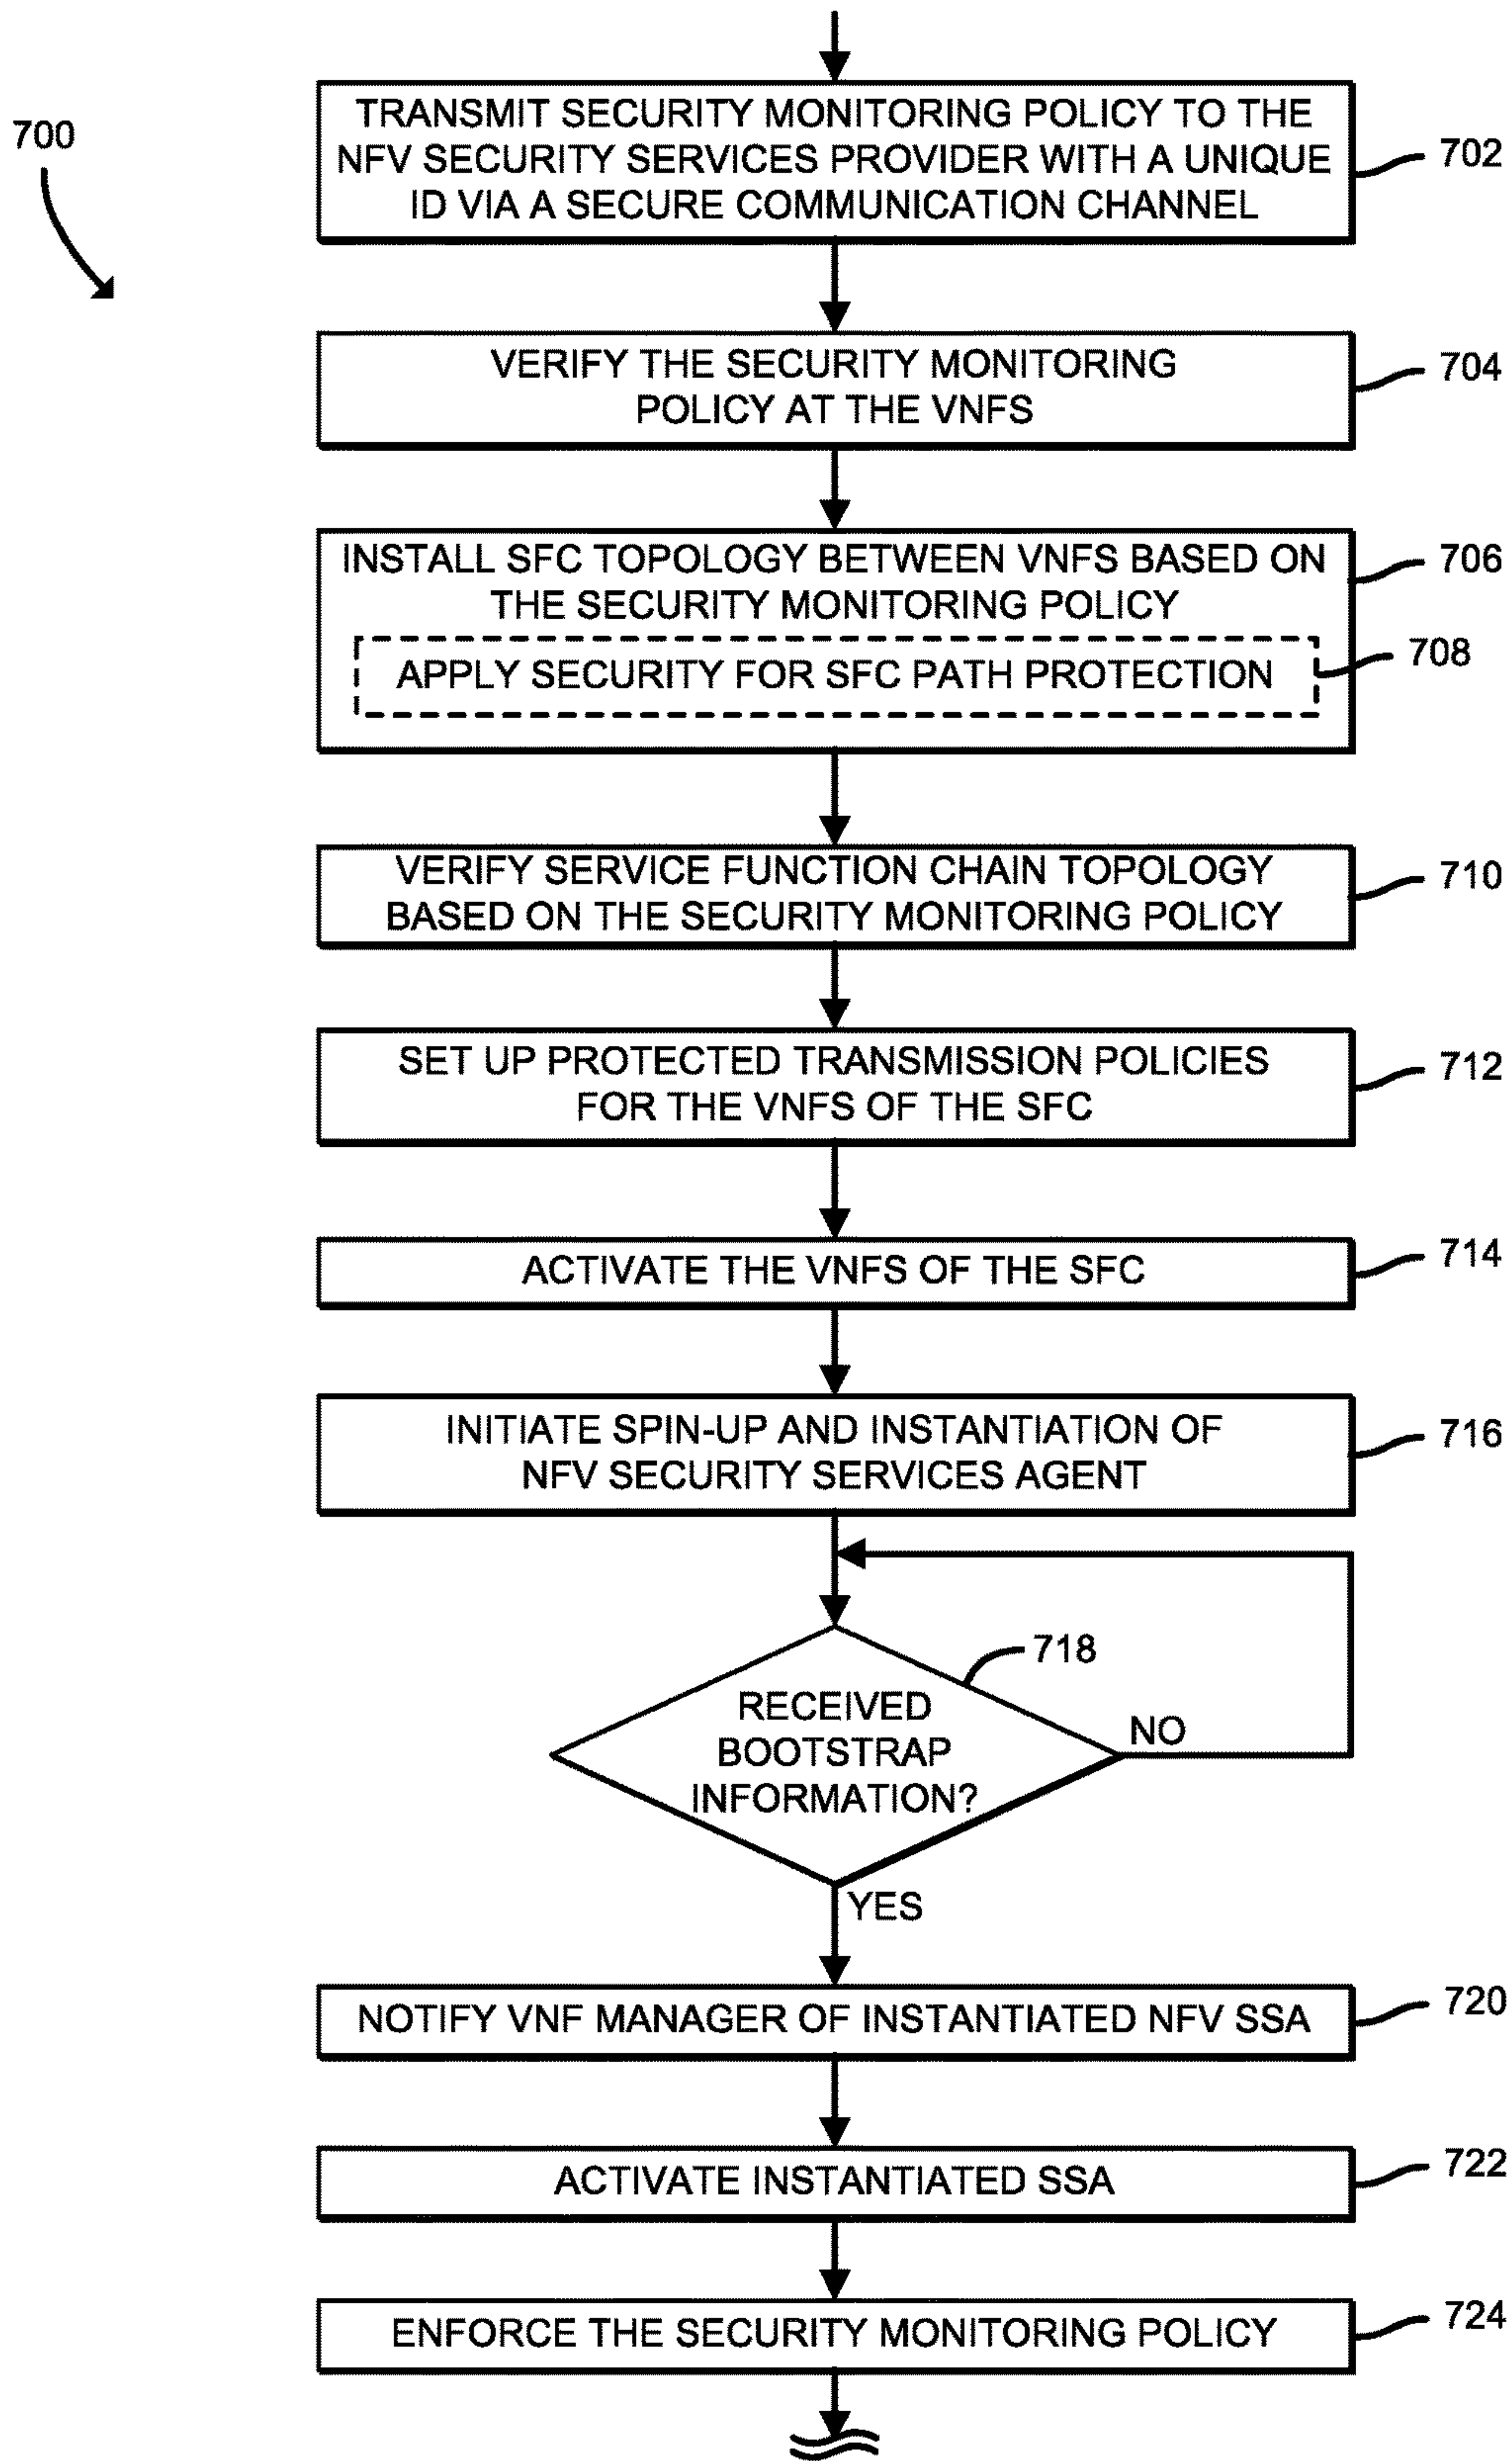 700
TRANSMIT SECURITY MONITORING POLICY TO THE
NFV SECURITY SERVICES PROVIDER WITH A UNIQUE
ID VIA A SECURE COMMUNICATION CHANNEL
702
VERIFY THE SECURITY MONITORING
POLICY AT THE VNFS
704
INSTALL SFC TOPOLOGY BETWEEN VNFS BASED ON
THE SECURITY MONITORING POLICY
706
APPLY SECURITY FOR SFC PATH PROTECTION
708
VERIFY SERVICE FUNCTION CHAIN TOPOLOGY
BASED ON THE SECURITY MONITORING POLICY
710
SET UP PROTECTED TRANSMISSION POLICIES
FOR THE VNFS OF THE SFC
712
ACTIVATE THE VNFS OF THE SFC
714
INITIATE SPIN-UP AND INSTANTIATION OF
NFV SECURITY SERVICES AGENT
716
718
RECEIVED
BOOTSTRAP
INFORMATION?
NO
YES
NOTIFY VNF MANAGER OF INSTANTIATED NFV SSA
720
ACTIVATE INSTANTIATED SSA
722
ENFORCE THE SECURITY MONITORING POLICY
724